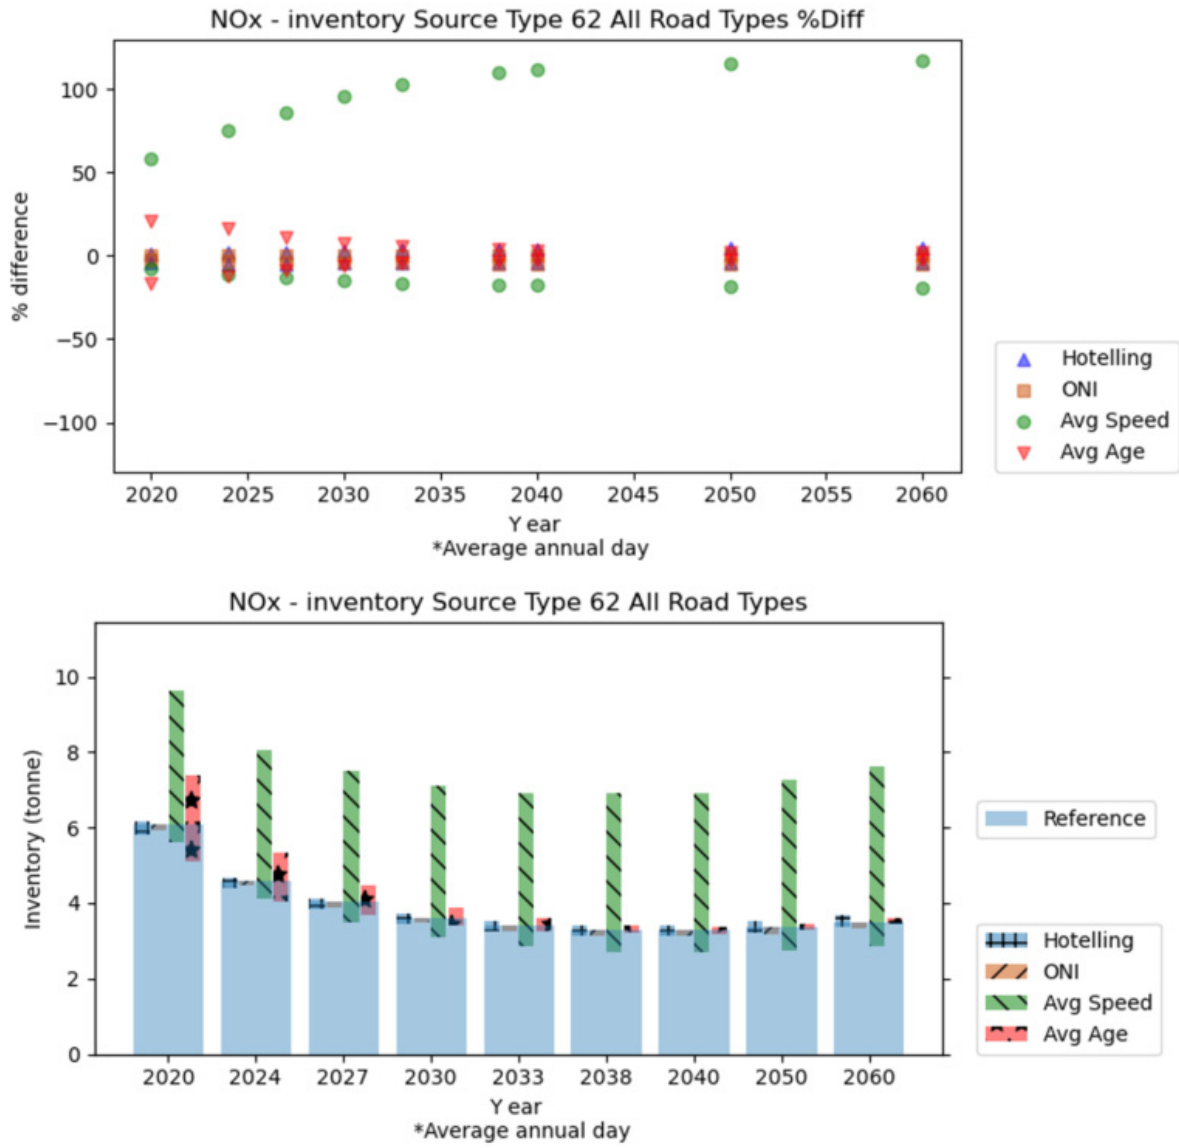 NOx - inventory Source Type 62 All Road Types %Diff
% difference
100
50
0
−50
−100
2020 2025 2030 2035 2040 2045 2050 2055 2060
Y ear
*Average annual day
Hotelling
ONI
Avg Speed
Avg Age
NOx - inventory Source Type 62 All Road Types
Inventory (tonne)
10
8
6
4
2
0
2020 2024 2027 2030 2033 2038 2040 2050 2060
Y ear
*Average annual day
Reference
Hotelling
ONI
Avg Speed
Avg Age